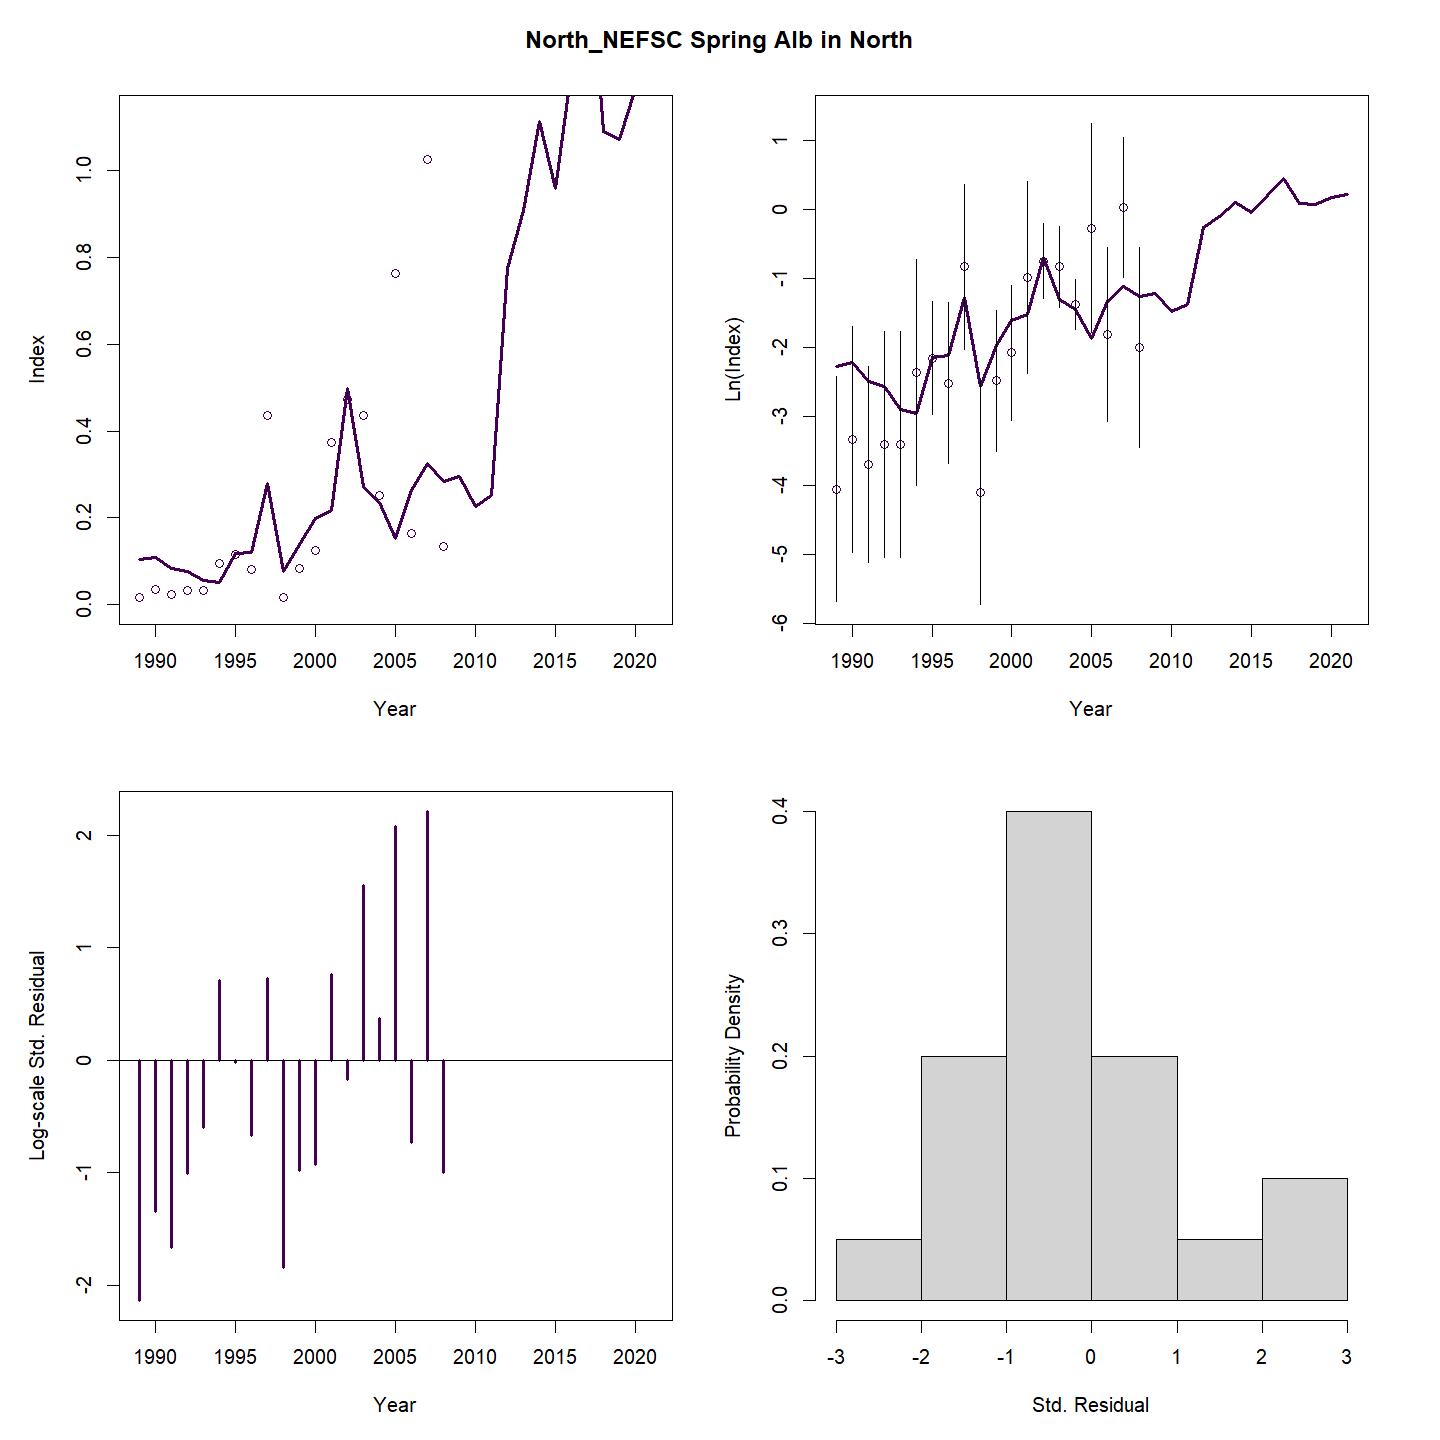 North_NEFSC Spring Alb in North
Index
0.0 0.2 0.4 0.6 0.8 1.0
1990 1995 2000 2005 2010 2015 2020
Year
Ln(Index)
-6 -5 -4 -3 -2 -1 0 1
1990 1995 2000 2005 2010 2015 2020
Year
Log-scale Std. Residual
-2 -1 0 1 2
1990 1995 2000 2005 2010 2015 2020
Year
Probability Density
0.0 0.1 0.2 0.3 0.4
-3 -2 -1 0 1 2 3
Std. Residual